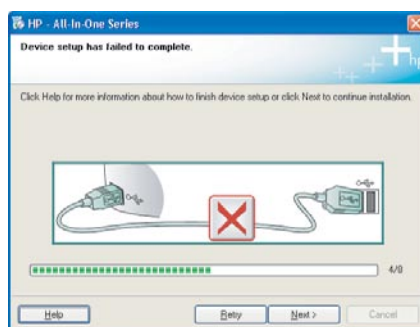 HP - All-In-One Series
Device setup has failed to complete.
hp
Click Help for more information about how to finish device setup or click Next to continue installation.
4/8
Help
Retry
Next >
Cancel